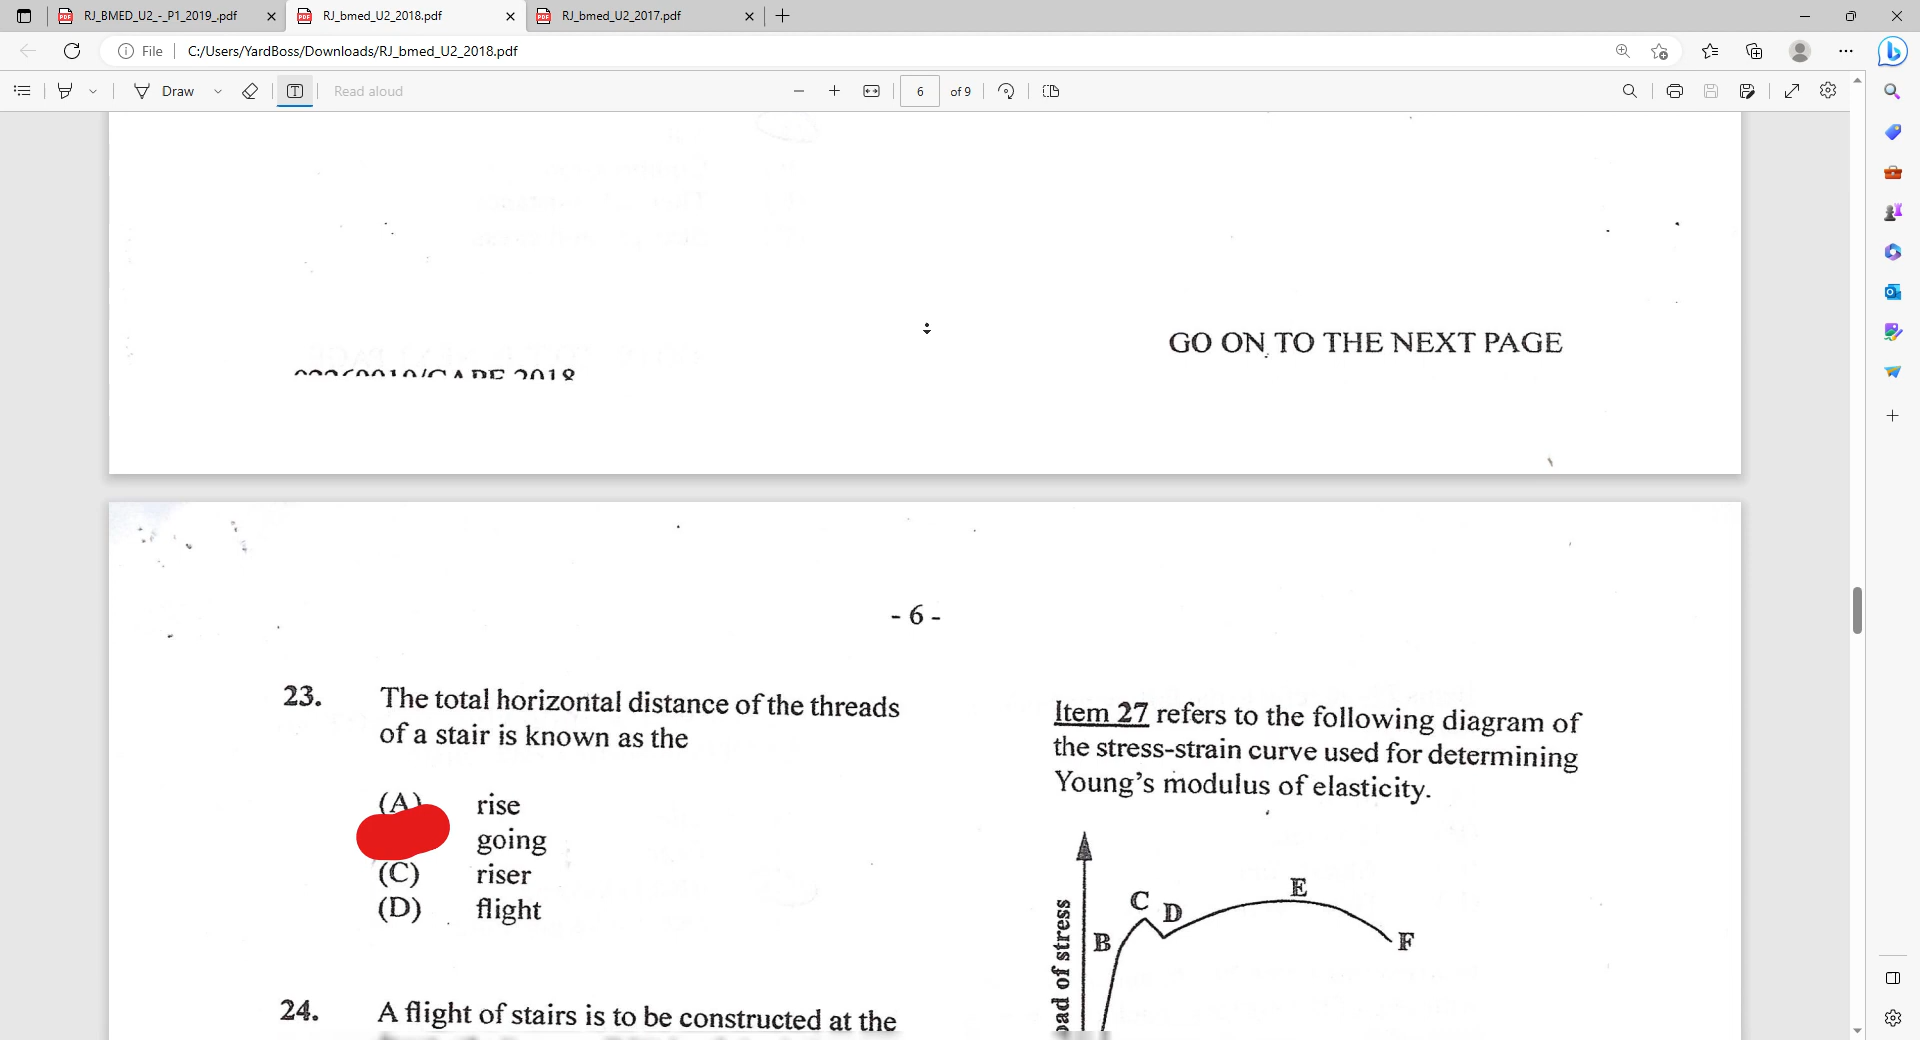 RJ_BMED_U2_-_P1_2019_.pdf
RJ_bmed_U2_2018.pdf
RJ_bmed_U2_2017.pdf
File
C:/Users/YardBoss/Downloads/RJ_bmed_U2_2018.pdf
Draw
Read aloud
6
of 9
GO ON TO THE NEXT PAGE
- 6 -
23.
The total horizontal distance of the threads
of a stair is known as the
(A) rise
going
(C) riser
(D) flight
24.
A flight of stairs is to be constructed at the
Item 27 refers to the following diagram of
the stress-strain curve used for determining
Young's modulus of elasticity.
of stress
B
C
D
E
F